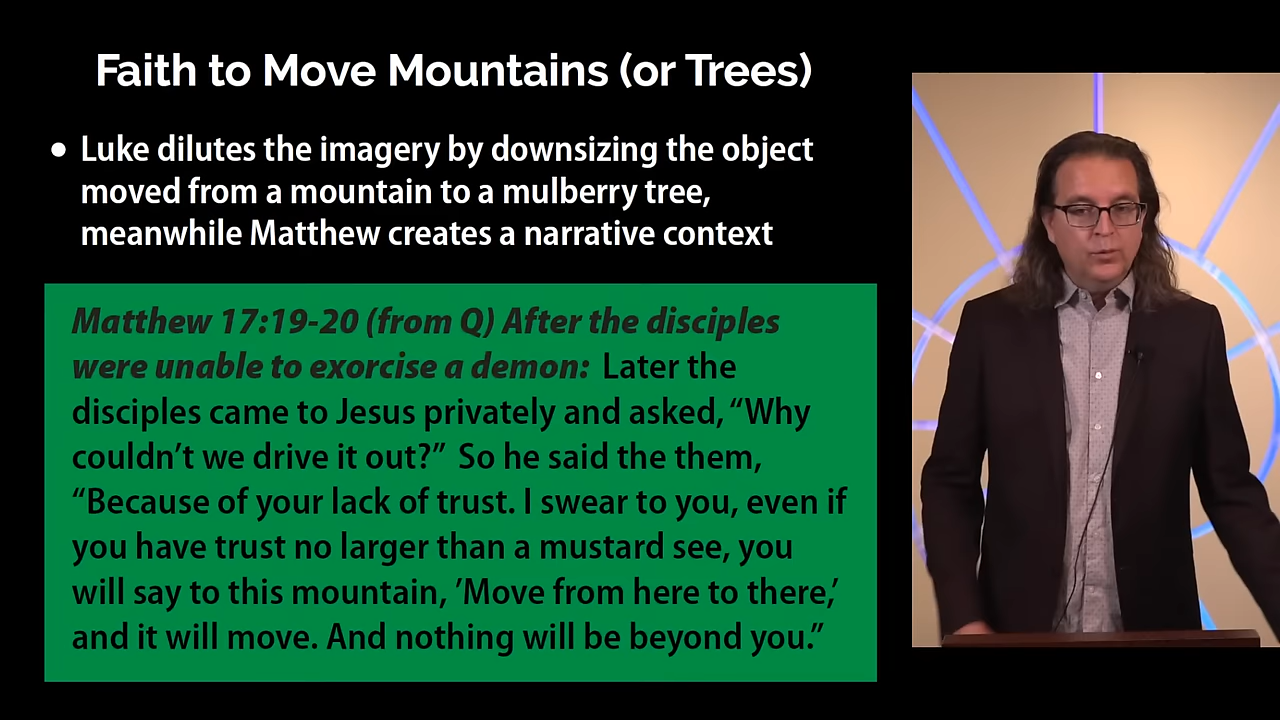 Faith to Move Mountains (or Trees)
• Luke dilutes the imagery by downsizing the object
moved from a mountain to a mulberry tree,
meanwhile Matthew creates a narrative context
Matthew 17:19-20 (from Q) After the disciples
were unable to exorcise a demon: Later the
disciples came to Jesus privately and asked, “Why
couldn’t we drive it out?” So he said the them,
“Because of your lack of trust. I swear to you, even if
you have trust no larger than a mustard see, you
will say to this mountain, ’Move from here to there,’
and it will move. And nothing will be beyond you.”